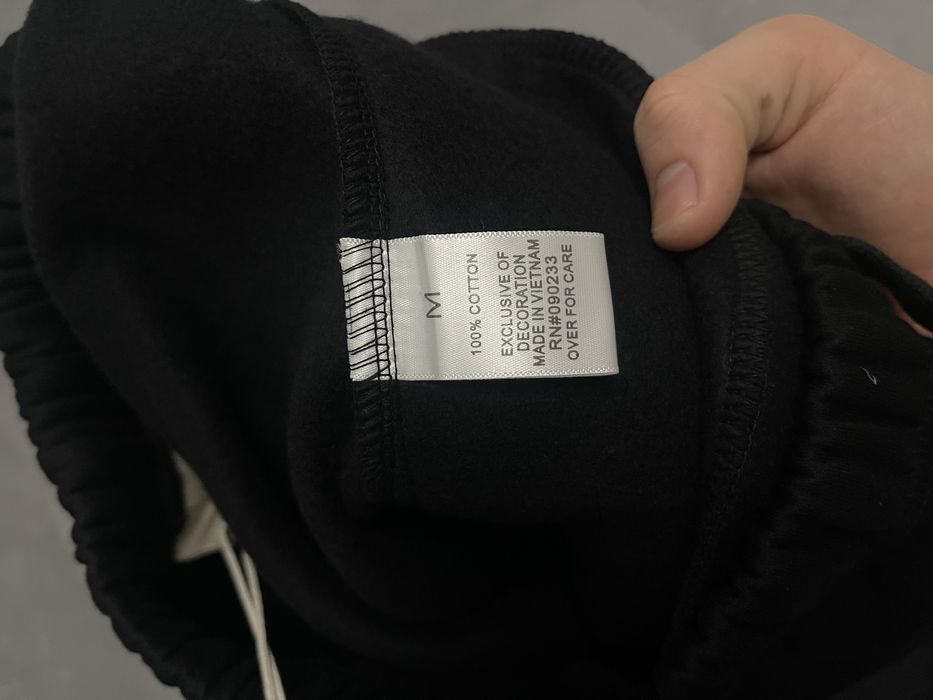 M
100% COTTON
EXCLUSIVE OF
DECORATION
MADE IN VIETNAM
RN#090233
OVER FOR CARE